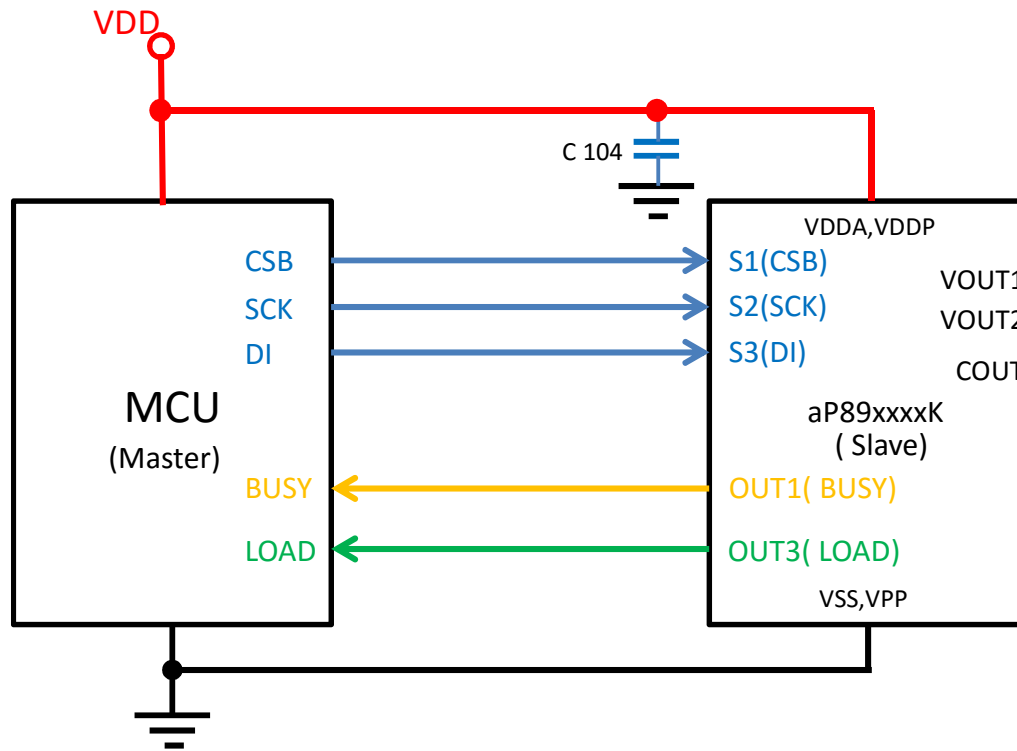 VDD
C 104
VDDA,VDDP
CSB
S1(CSB)
VOUT1
SCK
S2(SCK)
VOUT2
DI
S3(DI)
COUT
MCU
(Master)
aP89xxxxK
( Slave)
BUSY
OUT1( BUSY)
LOAD
OUT3( LOAD)
VSS,VPP